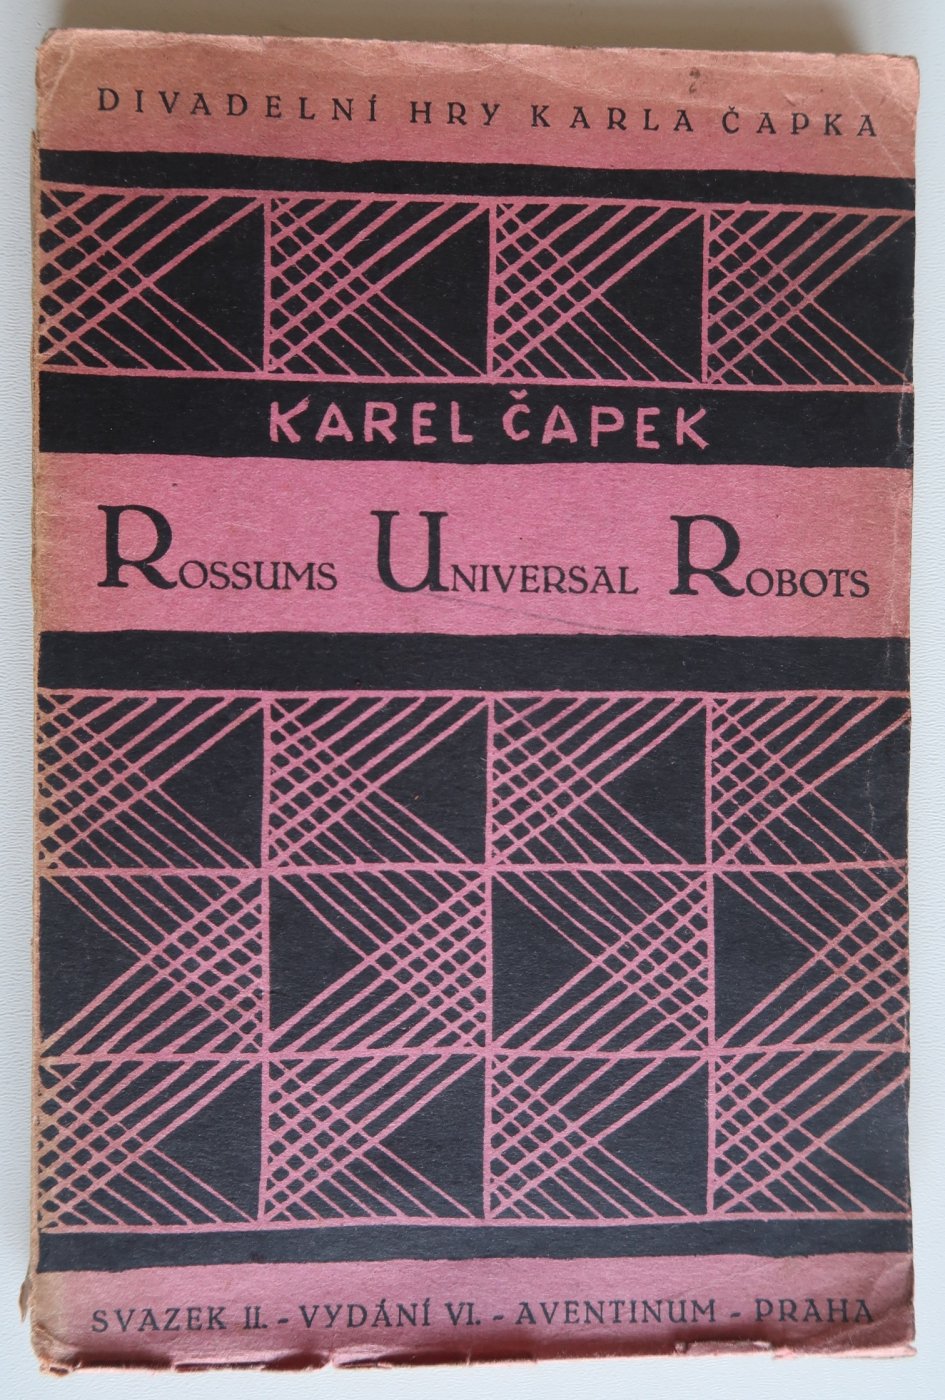 DIVADELNÍ HRY KARLA ČAPKA
KAREL ČAPEK
ROSSUMS UNIVERSAL ROBOTS
SVAZEK II. - VYDÁNÍ VI. - AVENTINUM - PRAHA